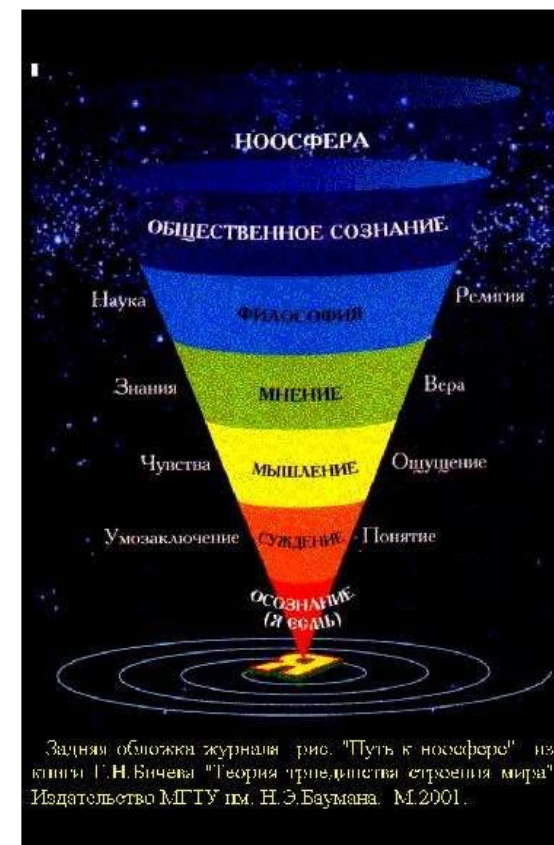 НООСФЕРА
ОБЩЕСТВЕННОЕ СОЗНАНИЕ
Наука ФИЛОСОФИЯ Религия
Знания МНЕНИЕ Вера
Чувства МЫШЛЕНИЕ Ощущение
Умозаключение СУЖДЕНИЕ Понятие
ОСОЗНАНИЕ
(Я есмь)
Я
Задняя обложка журнала рис. "Путь к ноосфере" из
книги Г.Н. "Теория триединства строения мира"
Издательство МГТУ им. Н.Э.Баумана. М.2001.